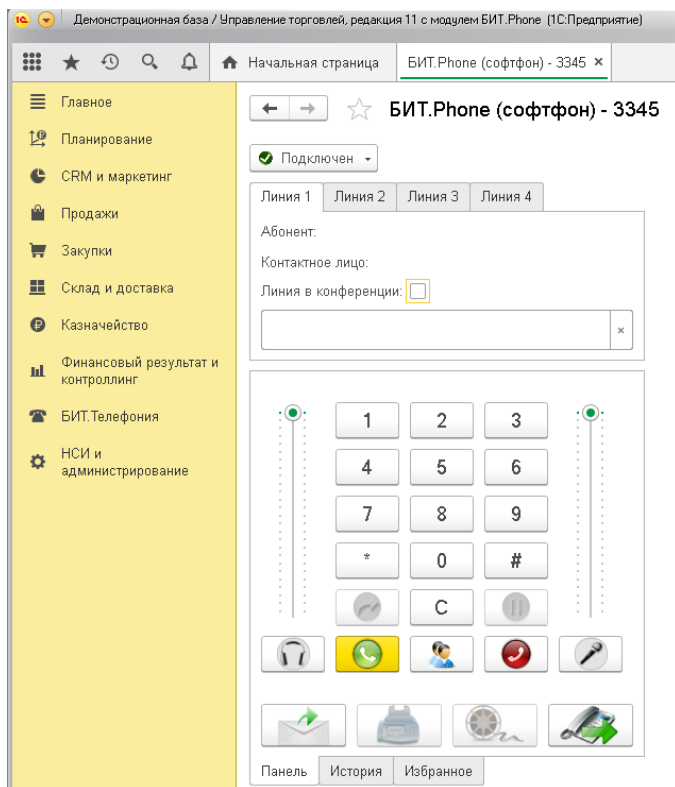 1С Демонстрационная база / Управление торговлей, редакция 11 с модулем БИТ.Phone (1С:Предприятие)
Начальная страница
БИТ.Phone (софтфон) - 3345 ×
Главное
Планирование
CRM и маркетинг
Продажи
Закупки
Склад и доставка
Казначейство
Финансовый результат и
контроллинг
БИТ.Телефония
НСИ и
администрирование
БИТ.Phone (софтфон) - 3345
Подключен
Линия 1 Линия 2 Линия 3 Линия 4
Абонент:
Контактное лицо:
Линия в конференции:
×
1 2 3
4 5 6
7 8 9
* 0 #
C
Панель История Избранное